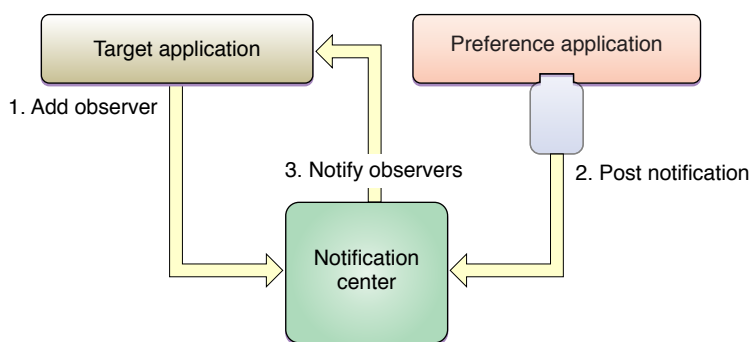 Target application
Preference application
1. Add observer
3. Notify observers
2. Post notification
Notification
center